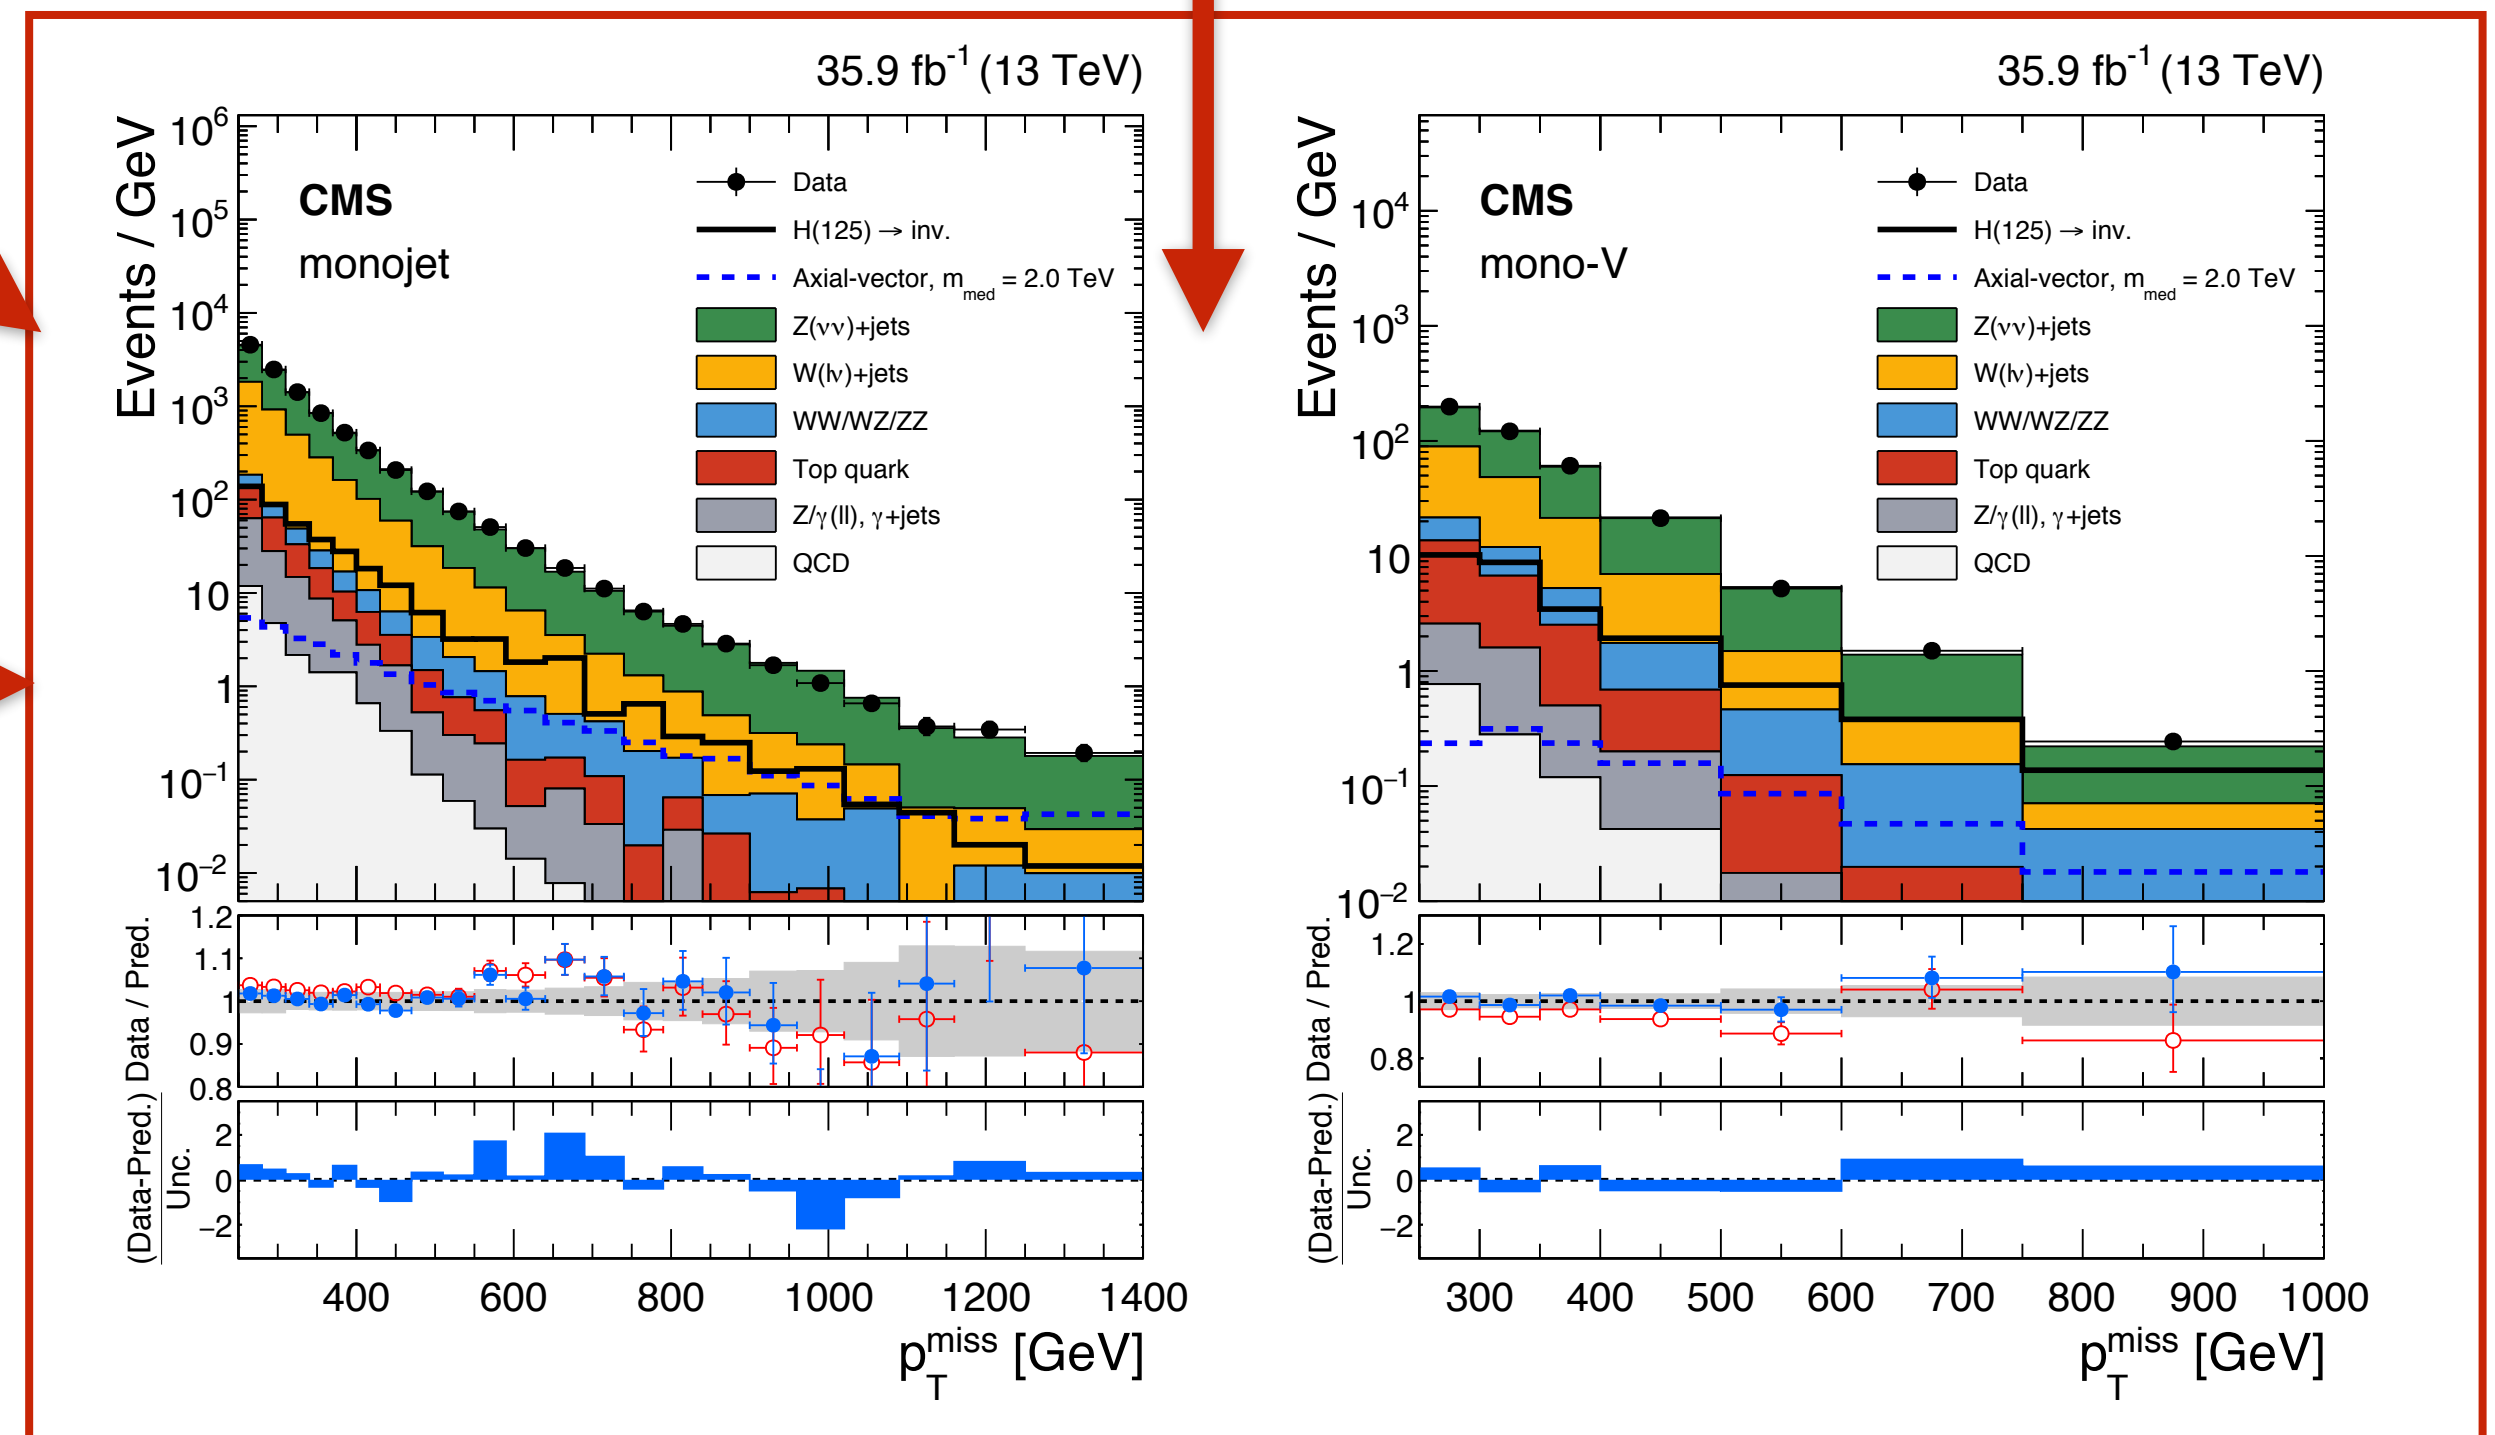 35.9 fb⁻¹ (13 TeV)
Events / GeV
10⁶
10⁵
10⁴
10³
10²
10
1
10⁻¹
10⁻²
CMS
monojet
Data
H(125) → inv.
Axial-vector, m_med = 2.0 TeV
Z(νν)+jets
W(lν)+jets
WW/WZ/ZZ
Top quark
Z/γ(ll), γ+jets
QCD
Data / Pred.
1.2
1.1
1
0.9
0.8
(Data-Pred.)
Unc.
2
0
−2
400 600 800 1000 1200 1400
p_T^miss [GeV]
35.9 fb⁻¹ (13 TeV)
Events / GeV
10⁴
10³
10²
10
1
10⁻¹
10⁻²
CMS
mono-V
Data
H(125) → inv.
Axial-vector, m_med = 2.0 TeV
Z(νν)+jets
W(lν)+jets
WW/WZ/ZZ
Top quark
Z/γ(ll), γ+jets
QCD
Data / Pred.
1.2
1
0.8
(Data-Pred.)
Unc.
2
0
−2
300 400 500 600 700 800 900 1000
p_T^miss [GeV]